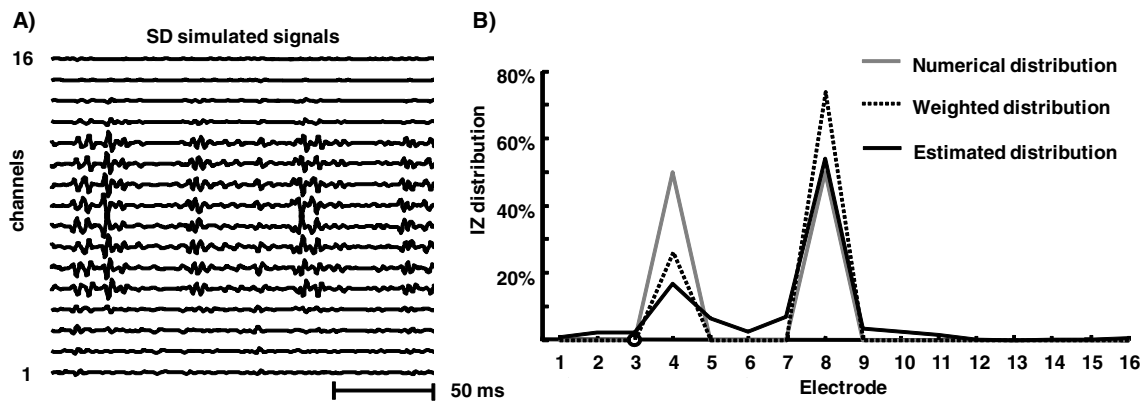 A)
SD simulated signals
16
channels
1
50 ms
B)
80%
60%
40%
20%
IZ distribution
Numerical distribution
Weighted distribution
Estimated distribution
1 2 3 4 5 6 7 8 9 10 11 12 13 14 15 16
Electrode